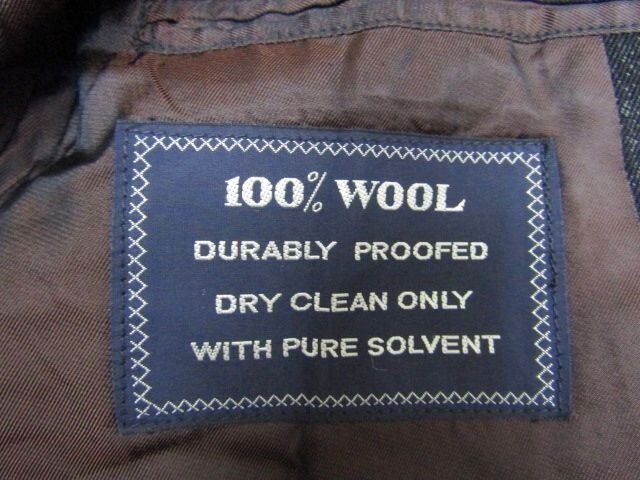 100% WOOL
DURABLY PROOFED
DRY CLEAN ONLY
WITH PURE SOLVENT